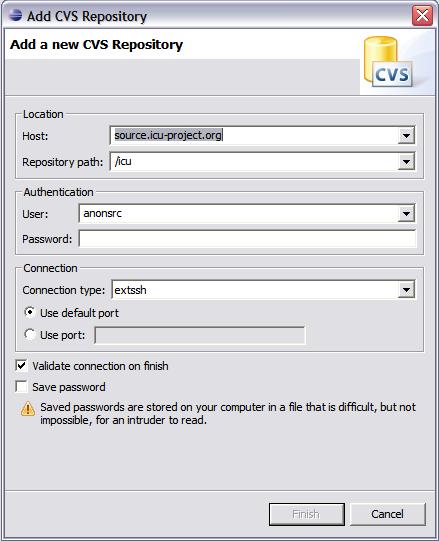 Add CVS Repository
Add a new CVS Repository
CVS
Location
Host: source.icu-project.org
Repository path: /icu
Authentication
User: anonsrc
Password:
Connection
Connection type: extssh
Use default port
Use port:
Validate connection on finish
Save password
Saved passwords are stored on your computer in a file that is difficult, but not
impossible, for an intruder to read.
Finish Cancel